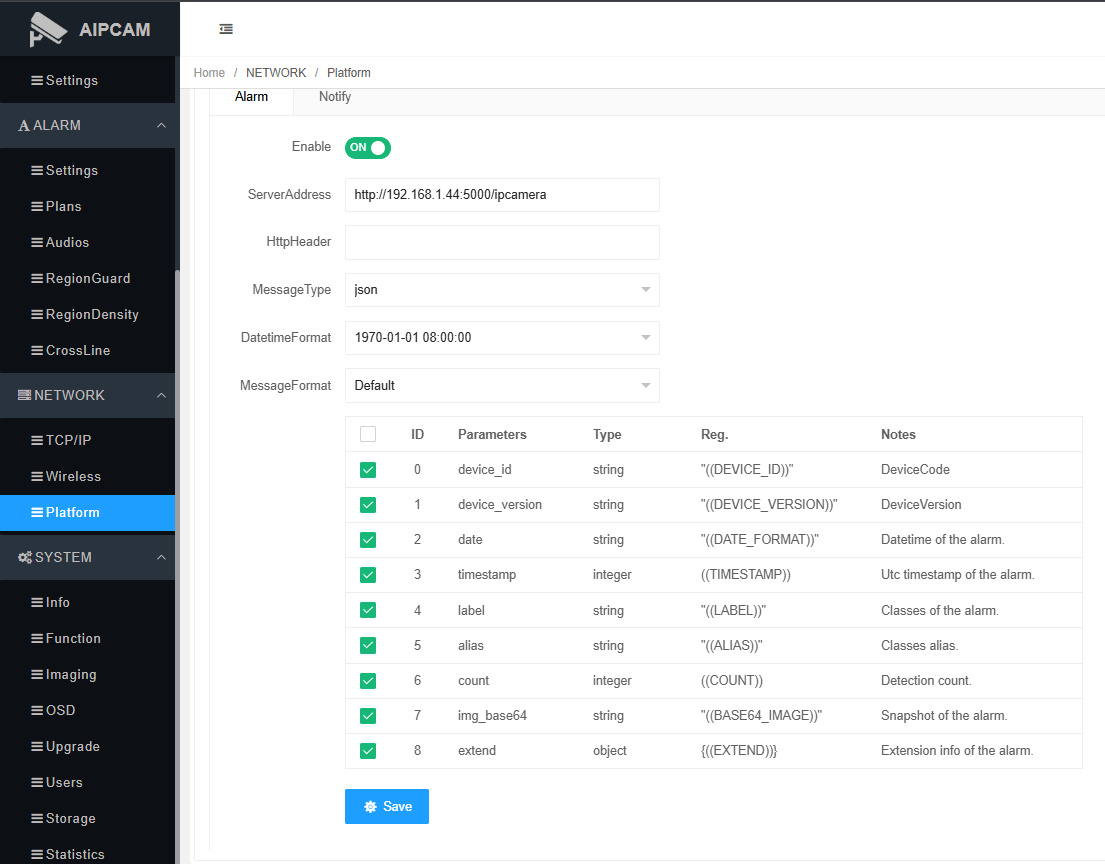 AIPCAM
Settings
ALARM
Settings
Plans
Audios
RegionGuard
RegionDensity
CrossLine
NETWORK
TCP/IP
Wireless
Platform
SYSTEM
Info
Function
Imaging
OSD
Upgrade
Users
Storage
Statistics
Home / NETWORK / Platform
Alarm Notify
Enable ON
ServerAddress http://192.168.1.44:5000/ipcamera
HttpHeader
MessageType json
DatetimeFormat 1970-01-01 08:00:00
MessageFormat Default
ID Parameters Type Reg. Notes
0 device_id string "((DEVICE_ID))" DeviceCode
1 device_version string "((DEVICE_VERSION))" DeviceVersion
2 date string "((DATE_FORMAT))" Datetime of the alarm.
3 timestamp integer ((TIMESTAMP)) Utc timestamp of the alarm.
4 label string "((LABEL))" Classes of the alarm.
5 alias string "((ALIAS))" Classes alias.
6 count integer ((COUNT)) Detection count.
7 img_base64 string "((BASE64_IMAGE))" Snapshot of the alarm.
8 extend object {((EXTEND))} Extension info of the alarm.
Save